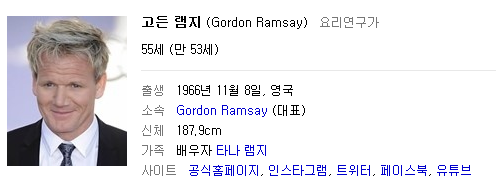 고든 램지 (Gordon Ramsay) 요리연구가
55세 (만 53세)
출생 1966년 11월 8일, 영국
소속 Gordon Ramsay (대표)
신체 187.9cm
가족 배우자 타나 램지
사이트 공식홈페이지, 인스타그램, 트위터, 페이스북, 유튜브